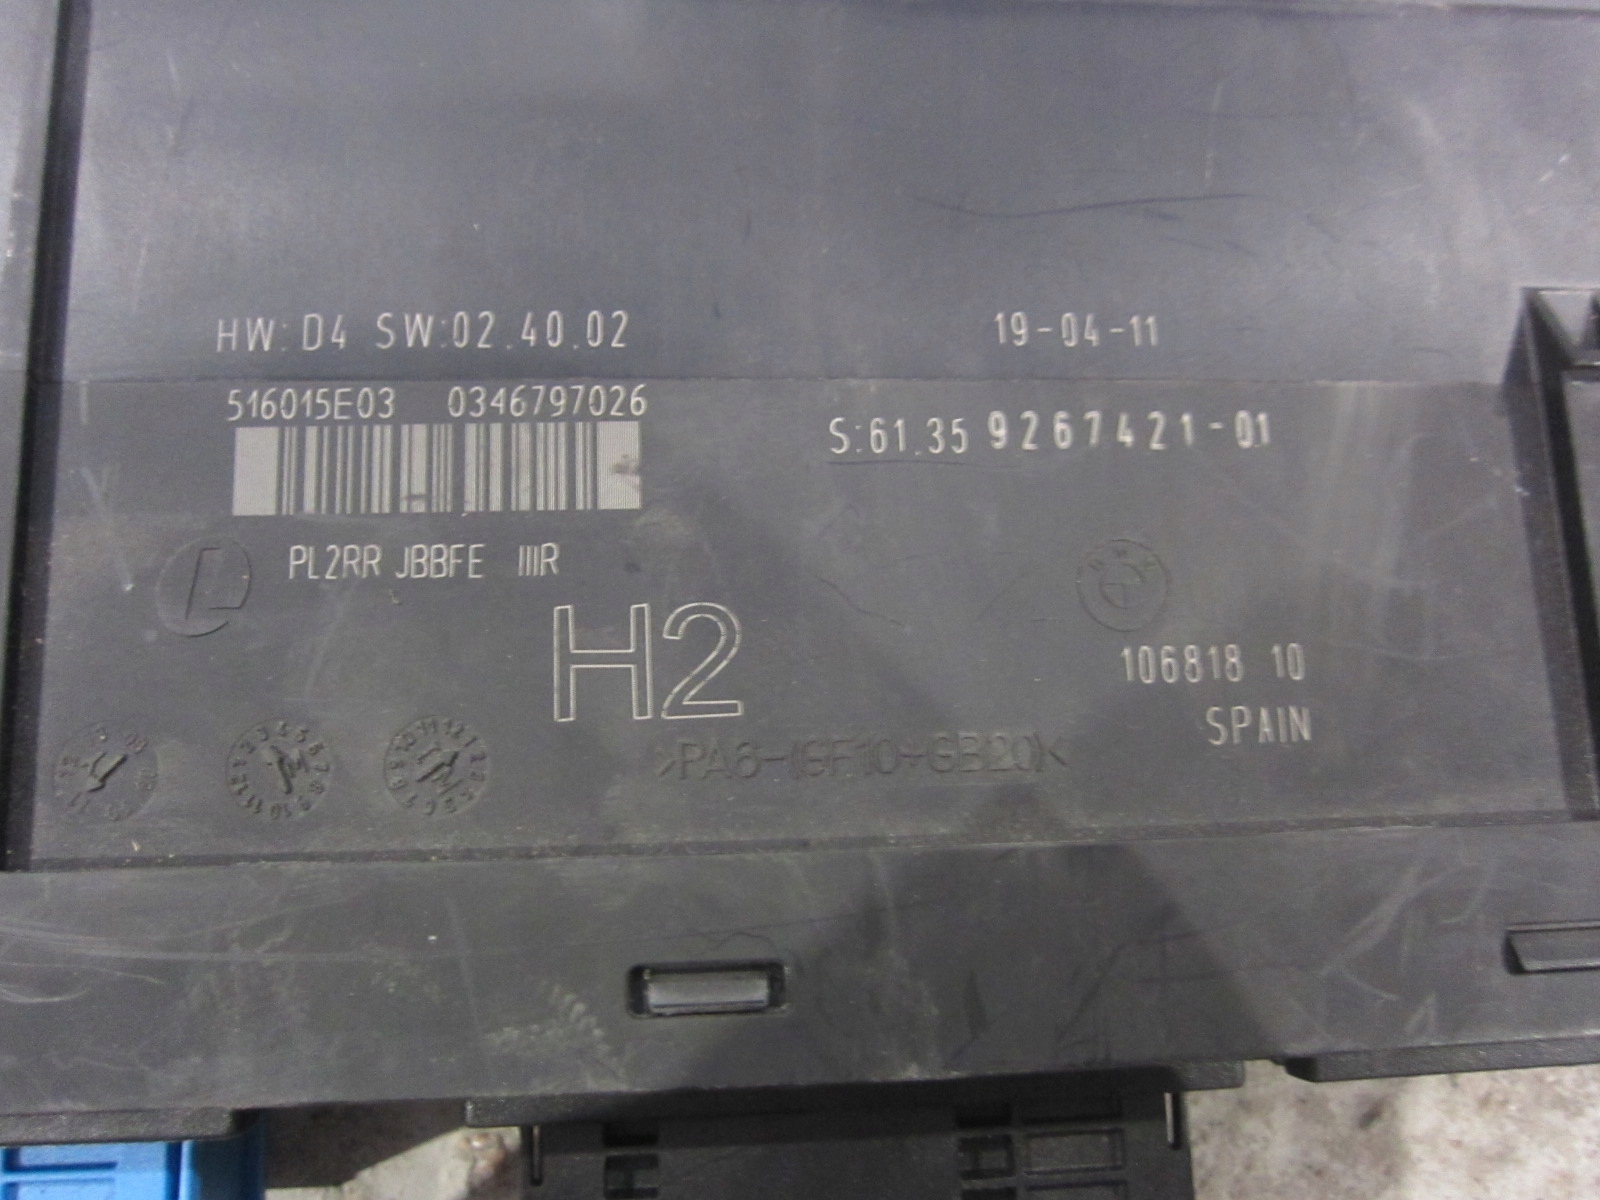 HW: D4 SW:02.40.02
19-04-11
516015E03 0346797026
S:61.35 9267421-01
PL2RR JBBFE IIIR
H2
106818 10
SPAIN
>PA6-(GF10+GB20)<